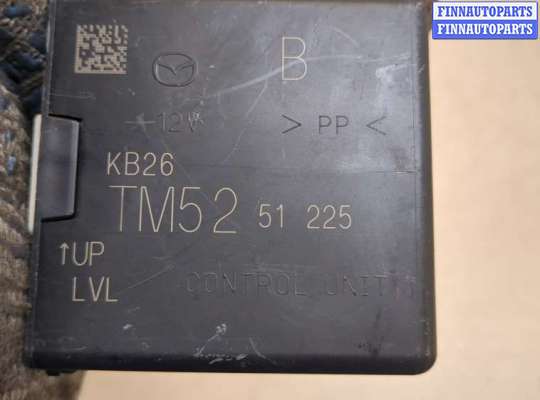 FINNAUTOPARTS
FINNAUTOPARTS
B
12V
> PP <
KB26
TM52 51 225
↑UP
LVL
CONTROL UNIT